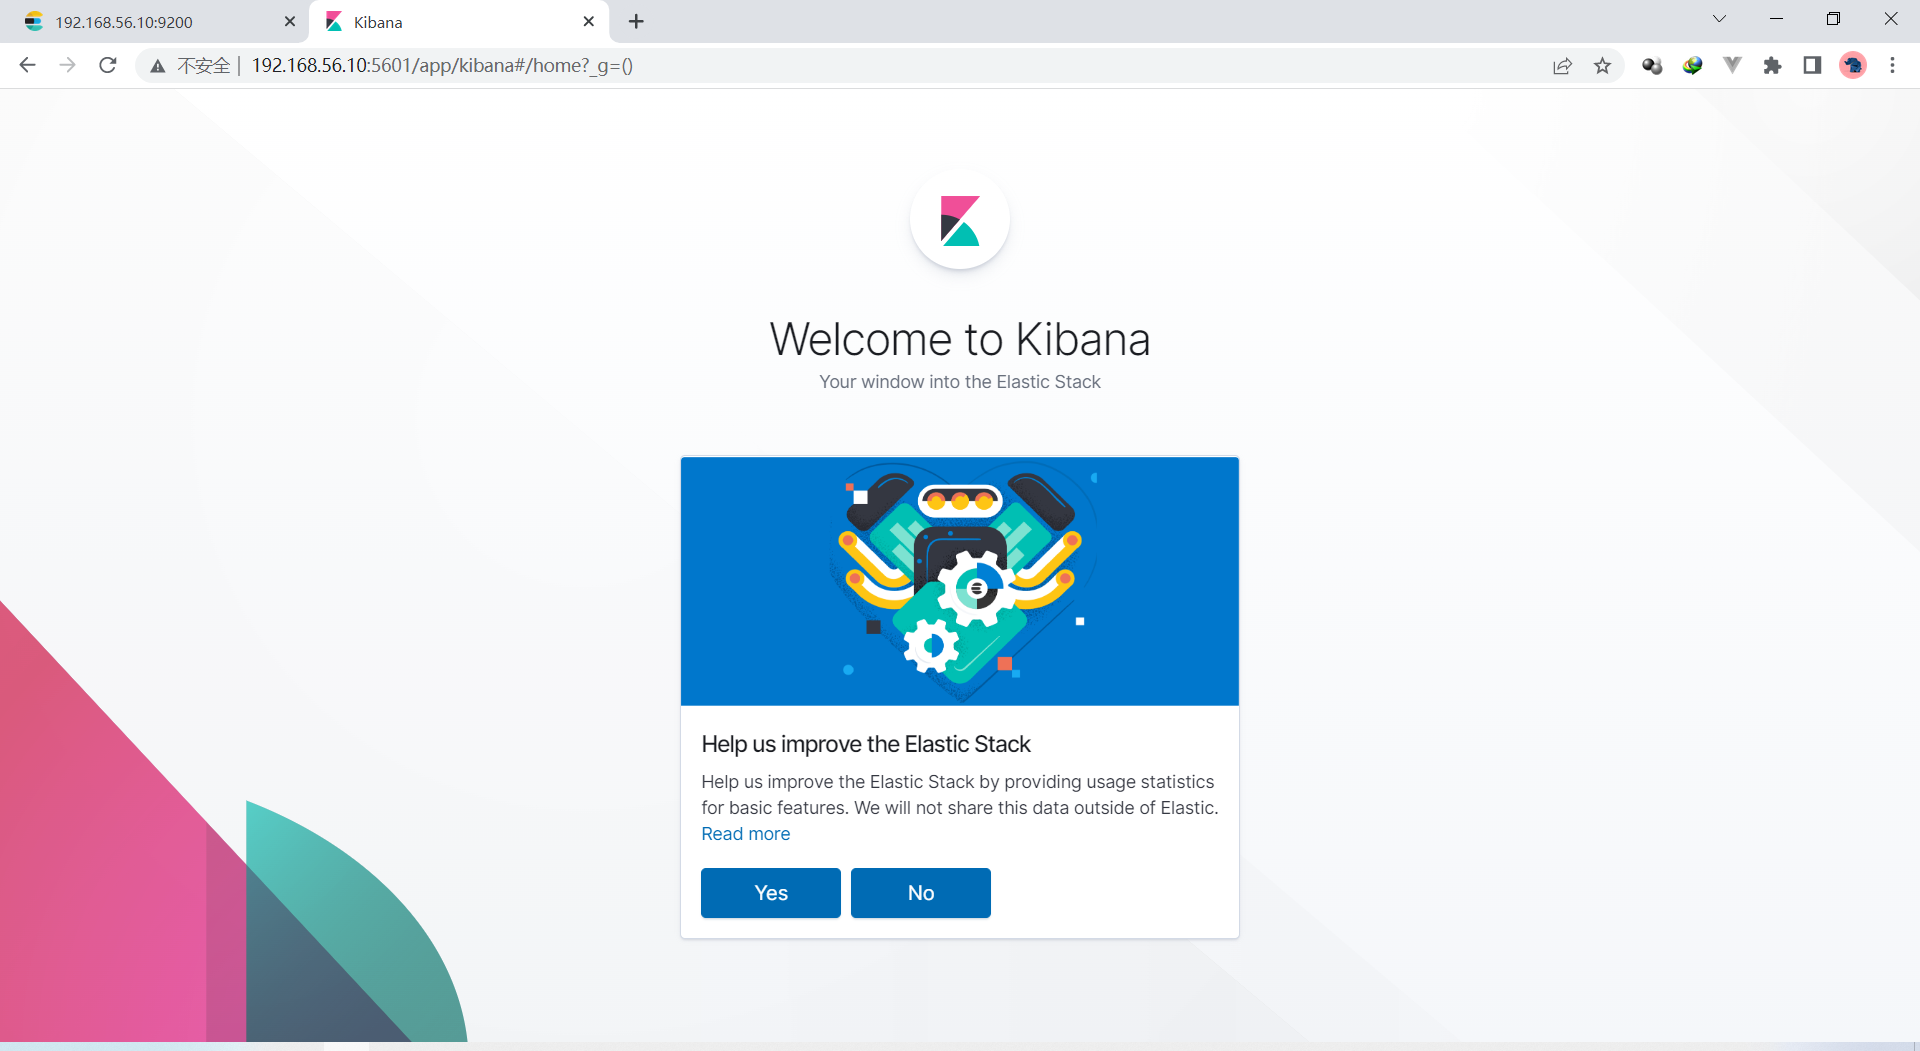 192.168.56.10:9200
Kibana
不安全 | 192.168.56.10:5601/app/kibana#/home?_g=()
Welcome to Kibana
Your window into the Elastic Stack
Help us improve the Elastic Stack
Help us improve the Elastic Stack by providing usage statistics
for basic features. We will not share this data outside of Elastic.
Read more
Yes
No